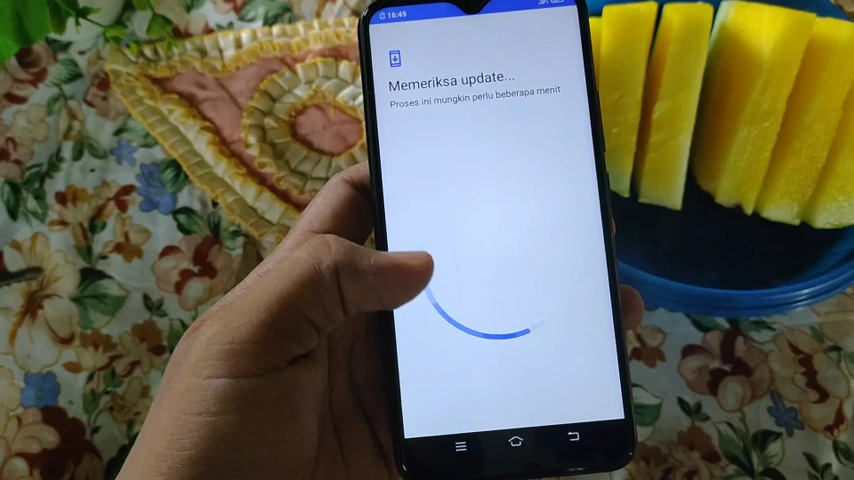 16:49
Memeriksa update...
Proses ini mungkin perlu beberapa menit